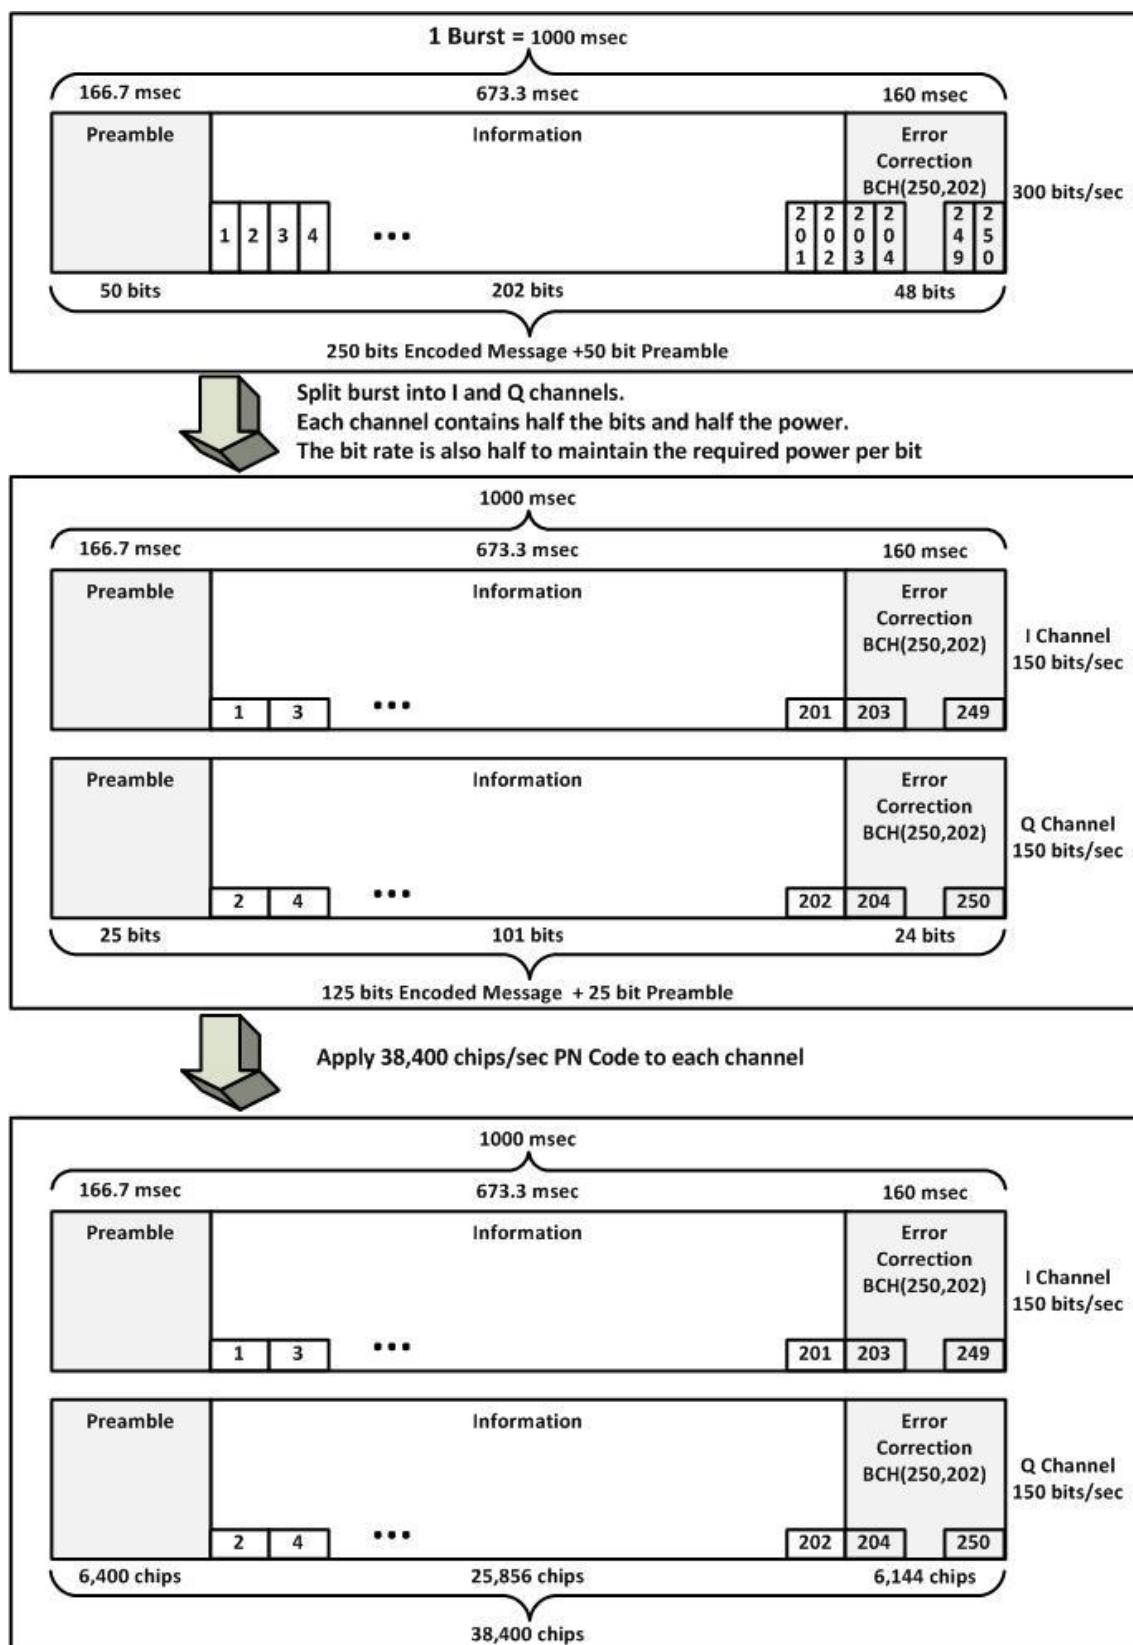 1 Burst = 1000 msec
166.7 msec 673.3 msec 160 msec
Preamble Information Error
Correction
BCH(250,202)
300 bits/sec
1 2 3 4 ... 201 202 203 204 249 250
50 bits 202 bits 48 bits
250 bits Encoded Message +50 bit Preamble
Split burst into I and Q channels.
Each channel contains half the bits and half the power.
The bit rate is also half to maintain the required power per bit
1000 msec
166.7 msec 673.3 msec 160 msec
Preamble Information Error
Correction
BCH(250,202)
I Channel
150 bits/sec
1 3 ... 201 203 249
Preamble Information Error
Correction
BCH(250,202)
Q Channel
150 bits/sec
2 4 ... 202 204 250
25 bits 101 bits 24 bits
125 bits Encoded Message + 25 bit Preamble
Apply 38,400 chips/sec PN Code to each channel
1000 msec
166.7 msec 673.3 msec 160 msec
Preamble Information Error
Correction
BCH(250,202)
I Channel
150 bits/sec
1 3 ... 201 203 249
Preamble Information Error
Correction
BCH(250,202)
Q Channel
150 bits/sec
2 4 ... 202 204 250
6,400 chips 25,856 chips 6,144 chips
38,400 chips